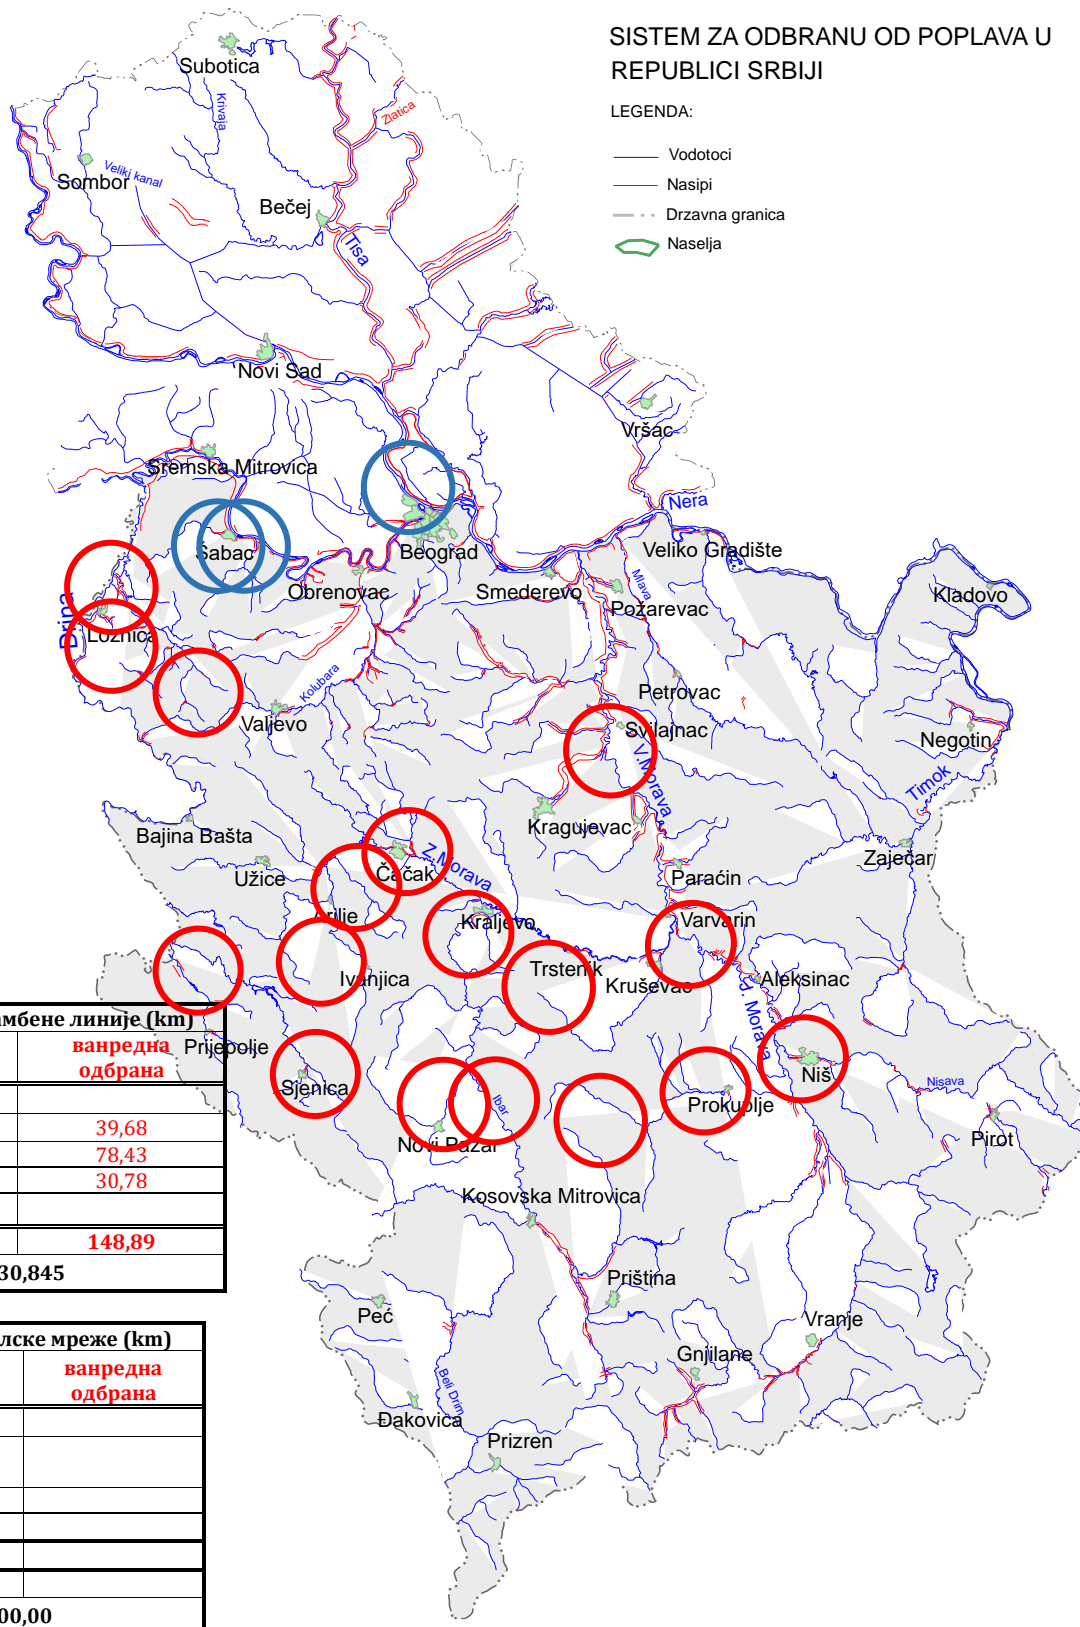 SISTEM ZA ODBRANU OD POPLAVA U
REPUBLICI SRBIJI
LEGENDA:
Vodotoci
Nasipi
Drzavna granica
Naselja
Subotica
Krivaja
Zlatica
Sombor
Veliki kanal
Bečej
Tisa
Novi Sad
Vršac
Sremska Mitrovica
Nera
Šabac
Beograd
Veliko Gradište
Obrenovac
Smederevo
Mlava
Požarevac
Kladovo
Drina
Loznica
Kolubara
Petrovac
Valjevo
Svilajnac
Negotin
V.Morava
Timok
Bajina Bašta
Kragujevac
Zaječar
Užice
Čačak
Z.Morava
Paraćin
Arilje
Kraljevo
Varvarin
Ivanjica
Trstenik
Kruševac
Aleksinac
J. Morava
Prijepolje
Sjenica
Niš
Nisava
Ibar
Prokuplje
Novi Pazar
Pirot
Kosovska Mitrovica
Priština
Peć
Vranje
Gnjilane
Beli Drim
Đakovica
Prizren
амбене линије (km)
ванредна
одбрана
39,68
78,43
30,78
148,89
30,845
лске мреже (km)
ванредна
одбрана
00,00